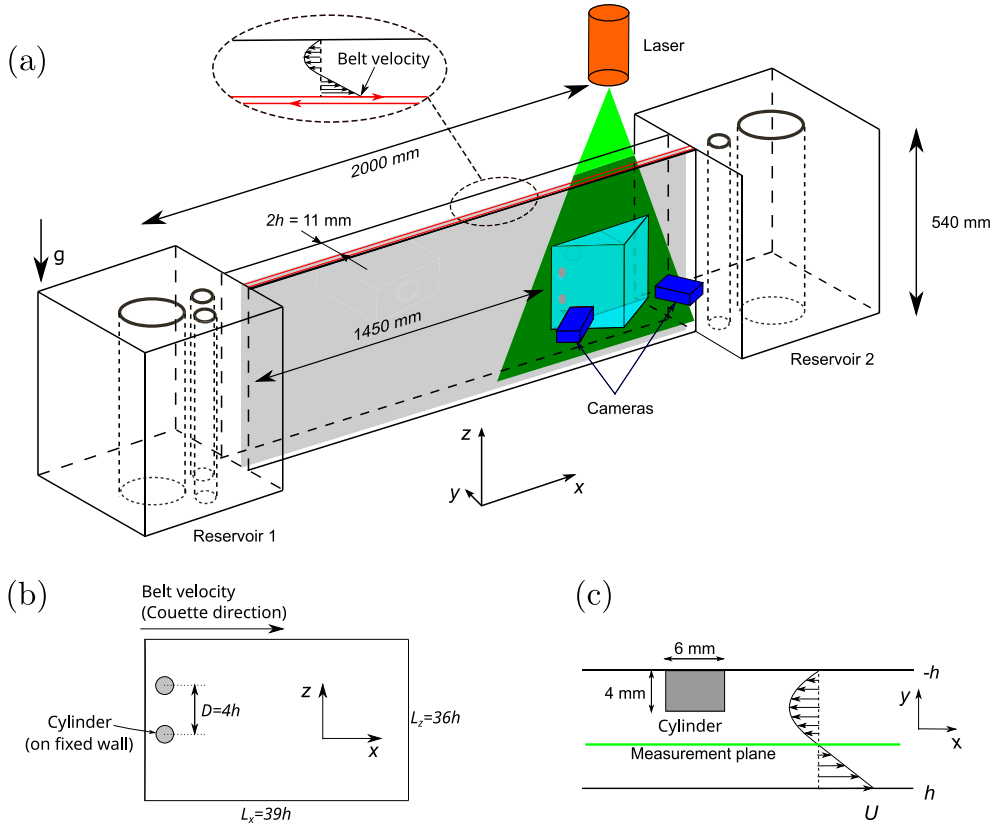 (a)
Belt velocity
Laser
2000 mm
2h = 11 mm
g
540 mm
1450 mm
Reservoir 2
Cameras
z
y
x
Reservoir 1
(b)
Belt velocity
(Couette direction)
z
D=4h
Cylinder
(on fixed wall)
x
L_z=36h
L_x=39h
(c)
6 mm
-h
4 mm
y
Cylinder
x
Measurement plane
h
U